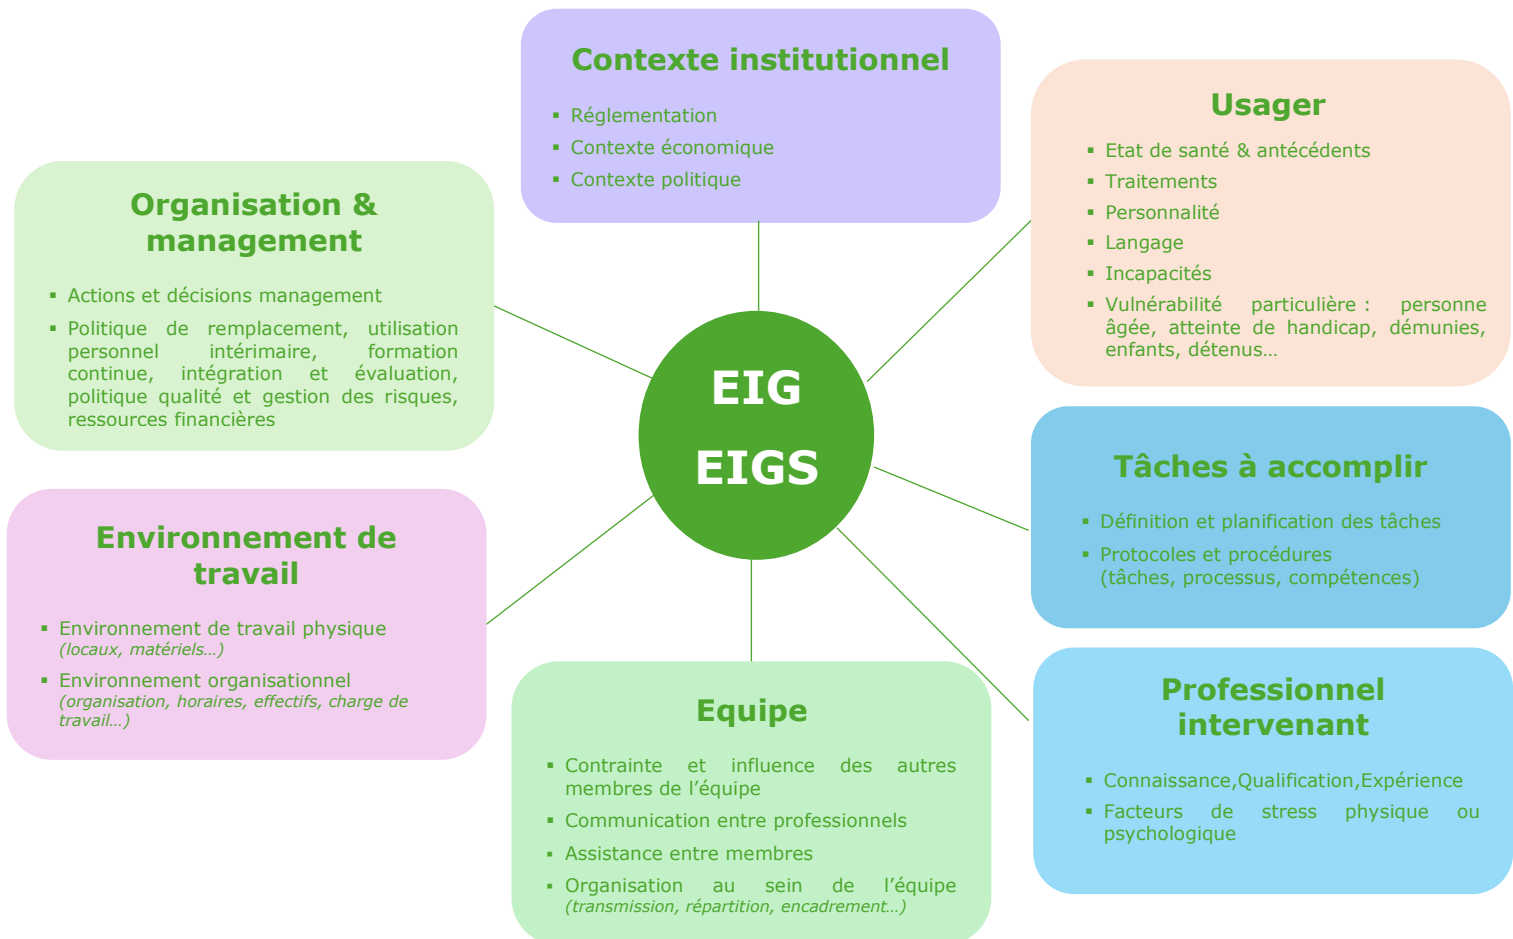 Contexte institutionnel
▪ Réglementation
▪ Contexte économique
▪ Contexte politique
Usager
▪ Etat de santé & antécédents
▪ Traitements
▪ Personnalité
▪ Langage
▪ Incapacités
▪ Vulnérabilité particulière : personne
âgée, atteinte de handicap, démunies,
enfants, détenus…
Organisation &
management
▪ Actions et décisions management
▪ Politique de remplacement, utilisation
personnel intérimaire, formation
continue, intégration et évaluation,
politique qualité et gestion des risques,
ressources financières
EIG
EIGS
Tâches à accomplir
▪ Définition et planification des tâches
▪ Protocoles et procédures
(tâches, processus, compétences)
Environnement de
travail
▪ Environnement de travail physique
(locaux, matériels…)
▪ Environnement organisationnel
(organisation, horaires, effectifs, charge de
travail…)
Equipe
▪ Contrainte et influence des autres
membres de l’équipe
▪ Communication entre professionnels
▪ Assistance entre membres
▪ Organisation au sein de l’équipe
(transmission, répartition, encadrement…)
Professionnel
intervenant
▪ Connaissance,Qualification,Expérience
▪ Facteurs de stress physique ou
psychologique